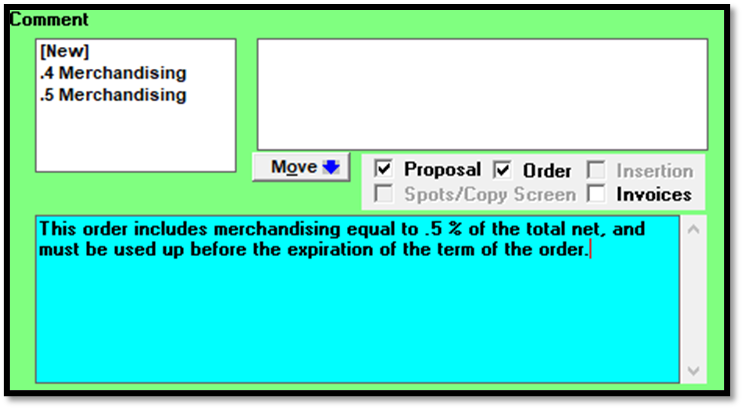 Comment
[New]
.4 Merchandising
.5 Merchandising
Move
Proposal Order Insertion
Spots/Copy Screen Invoices
This order includes merchandising equal to .5 % of the total net, and
must be used up before the expiration of the term of the order.